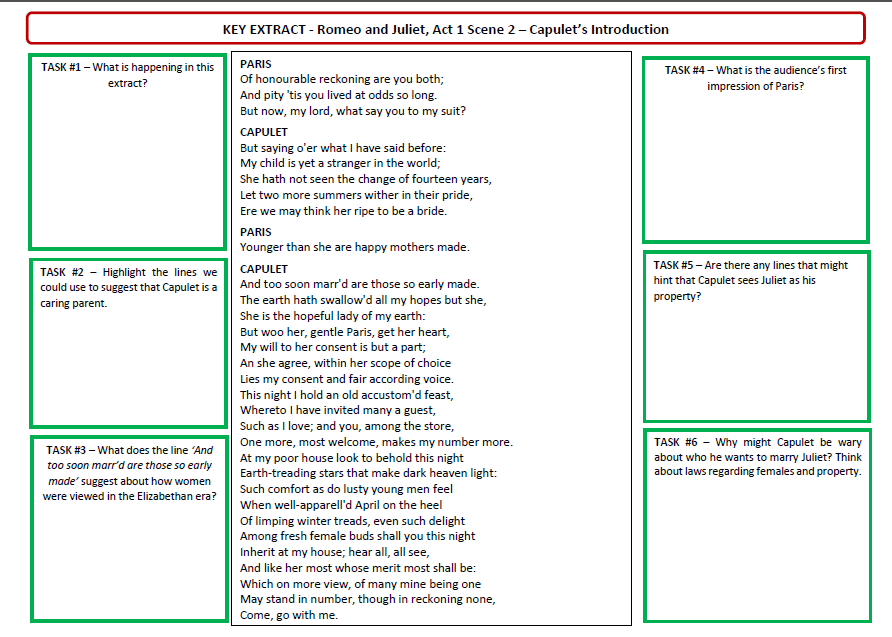 KEY EXTRACT - Romeo and Juliet, Act 1 Scene 2 – Capulet's Introduction
TASK #1 – What is happening in this
extract?
TASK #2 – Highlight the lines we
could use to suggest that Capulet is a
caring parent.
TASK #3 – What does the line 'And
too soon marr'd are those so early
made' suggest about how women
were viewed in the Elizabethan era?
PARIS
Of honourable reckoning are you both;
And pity 'tis you lived at odds so long.
But now, my lord, what say you to my suit?
CAPULET
But saying o'er what I have said before:
My child is yet a stranger in the world;
She hath not seen the change of fourteen years,
Let two more summers wither in their pride,
Ere we may think her ripe to be a bride.
PARIS
Younger than she are happy mothers made.
CAPULET
And too soon marr'd are those so early made.
The earth hath swallow'd all my hopes but she,
She is the hopeful lady of my earth:
But woo her, gentle Paris, get her heart,
My will to her consent is but a part;
An she agree, within her scope of choice
Lies my consent and fair according voice.
This night I hold an old accustom'd feast,
Whereto I have invited many a guest,
Such as I love; and you, among the store,
One more, most welcome, makes my number more.
At my poor house look to behold this night
Earth-treading stars that make dark heaven light:
Such comfort as do lusty young men feel
When well-apparell'd April on the heel
Of limping winter treads, even such delight
Among fresh female buds shall you this night
Inherit at my house; hear all, all see,
And like her most whose merit most shall be:
Which on more view, of many mine being one
May stand in number, though in reckoning none,
Come, go with me.
TASK #4 – What is the audience's first
impression of Paris?
TASK #5 – Are there any lines that might
hint that Capulet sees Juliet as his
property?
TASK #6 – Why might Capulet be wary
about who he wants to marry Juliet? Think
about laws regarding females and property.